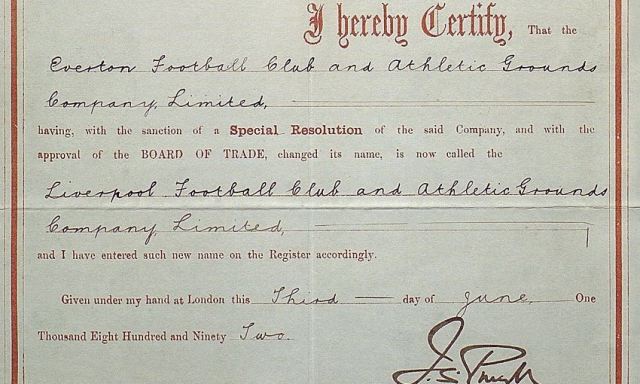 I hereby Certify, That the
Everton Football Club and Athletic Grounds
Company, Limited,
having, with the sanction of a Special Resolution of the said Company, and with the
approval of the BOARD OF TRADE, changed its name, is now called the
Liverpool Football Club and Athletic Grounds
Company, Limited,
and I have entered such new name on the Register accordingly.
Given under my hand at London this Third day of June, One
Thousand Eight Hundred and Ninety Two.